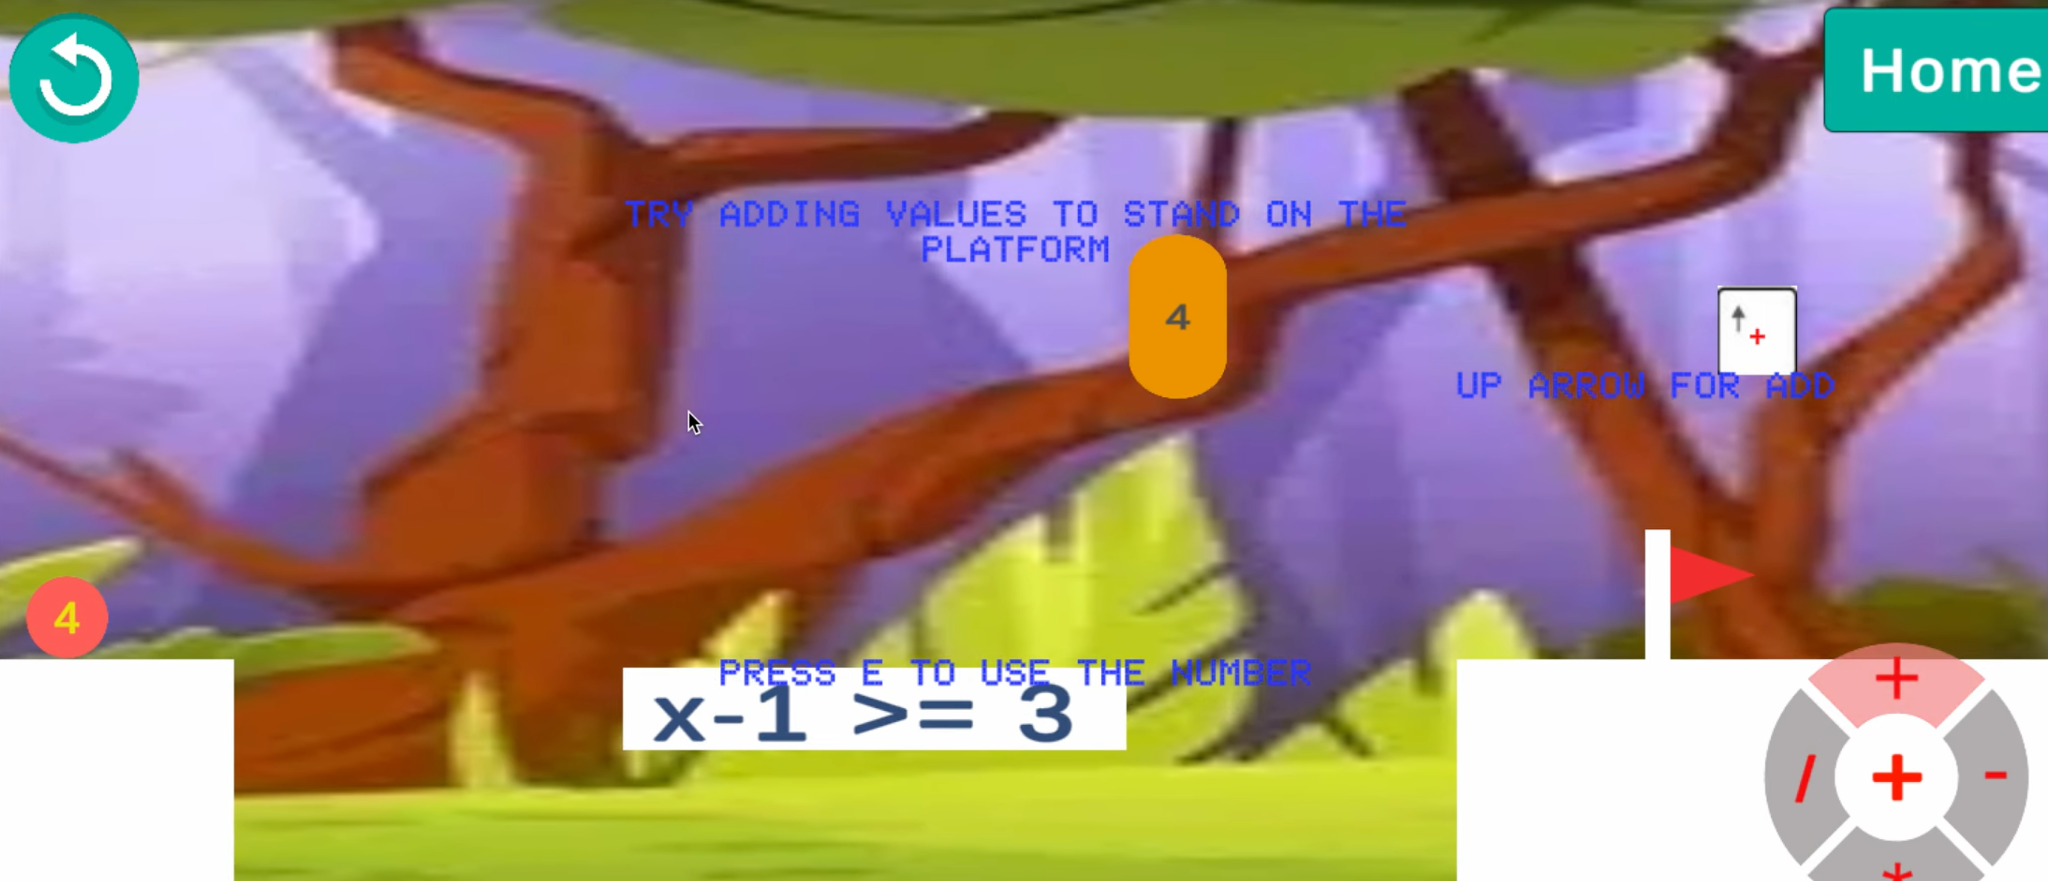 Home
TRY ADDING VALUES TO STAND ON THE
PLATFORM
4
+
UP ARROW FOR ADD
4
PRESS E TO USE THE NUMBER
x-1 >= 3
+
/ + -
*